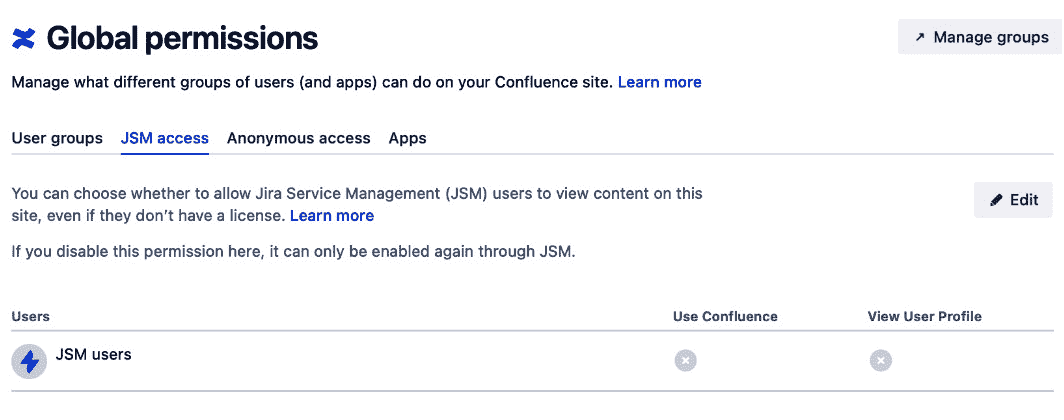 Global permissions
Manage groups
Manage what different groups of users (and apps) can do on your Confluence site. Learn more
User groups JSM access Anonymous access Apps
You can choose whether to allow Jira Service Management (JSM) users to view content on this
site, even if they don’t have a license. Learn more
Edit
If you disable this permission here, it can only be enabled again through JSM.
Users Use Confluence View User Profile
JSM users